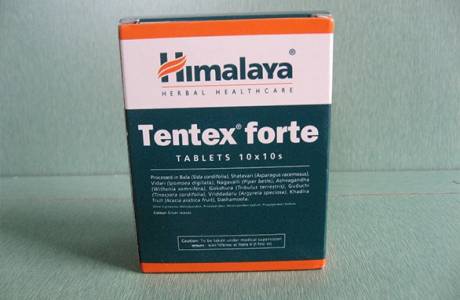 Himalaya®
HERBAL HEALTHCARE
Tentex® forte
TABLETS 10x10s
Processed in Bala (Sida cordifolia), Shatavari (Asparagus racemosus),
Vidari (Ipomoea digitata), Nagavalli (Piper betle), Ashvagandha
(Withania somnifera), Gokshura (Tribulus terrestris), Guduchi
(Tinospora cordifolia), Vriddadaru (Argyreia speciosa), Khadira
Fruit (Acacia arabica fruit), Dashamoola.
Caution: To be taken under medical supervision